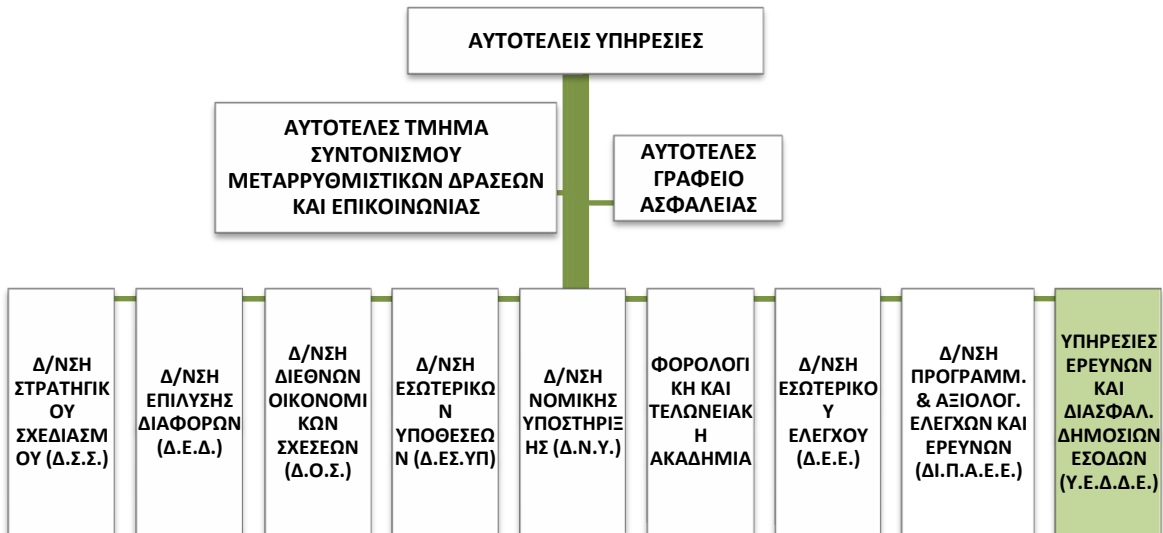 ΑΥΤΟΤΕΛΕΙΣ ΥΠΗΡΕΣΙΕΣ
ΑΥΤΟΤΕΛΕΣ ΤΜΗΜΑ
ΣΥΝΤΟΝΙΣΜΟΥ
ΜΕΤΑΡΡΥΘΜΙΣΤΙΚΩΝ ΔΡΑΣΕΩΝ
ΚΑΙ ΕΠΙΚΟΙΝΩΝΙΑΣ
ΑΥΤΟΤΕΛΕΣ
ΓΡΑΦΕΙΟ
ΑΣΦΑΛΕΙΑΣ
Δ/ΝΣΗ
ΣΤΡΑΤΗΓΙΚ
ΟΥ
ΣΧΕΔΙΑΣΜ
ΟΥ (Δ.Σ.Σ.)
Δ/ΝΣΗ
ΕΠΙΛΥΣΗΣ
ΔΙΑΦΟΡΩΝ
(Δ.Ε.Δ.)
Δ/ΝΣΗ
ΔΙΕΘΝΩΝ
ΟΙΚΟΝΟΜΙ
ΚΩΝ
ΣΧΕΣΕΩΝ
(Δ.Ο.Σ.)
Δ/ΝΣΗ
ΕΣΩΤΕΡΙΚΩ
Ν
ΥΠΟΘΕΣΕΩ
Ν (Δ.ΕΣ.ΥΠ)
Δ/ΝΣΗ
ΝΟΜΙΚΗΣ
ΥΠΟΣΤΗΡΙΞ
ΗΣ (Δ.Ν.Υ.)
ΦΟΡΟΛΟΓΙ
ΚΗ ΚΑΙ
ΤΕΛΩΝΕΙΑΚ
Η
ΑΚΑΔΗΜΙΑ
Δ/ΝΣΗ
ΕΣΩΤΕΡΙΚΟ
Υ
ΕΛΕΓΧΟΥ
(Δ.Ε.Ε.)
Δ/ΝΣΗ
ΠΡΟΓΡΑΜΜ.
& ΑΞΙΟΛΟΓ.
ΕΛΕΓΧΩΝ ΚΑΙ
ΕΡΕΥΝΩΝ
(ΔΙ.Π.Α.Ε.Ε.)
ΥΠΗΡΕΣΙΕΣ
ΕΡΕΥΝΩΝ
ΚΑΙ
ΔΙΑΣΦΑΛ.
ΔΗΜΟΣΙΩΝ
ΕΣΟΔΩΝ
(Υ.Ε.Δ.Δ.Ε.)